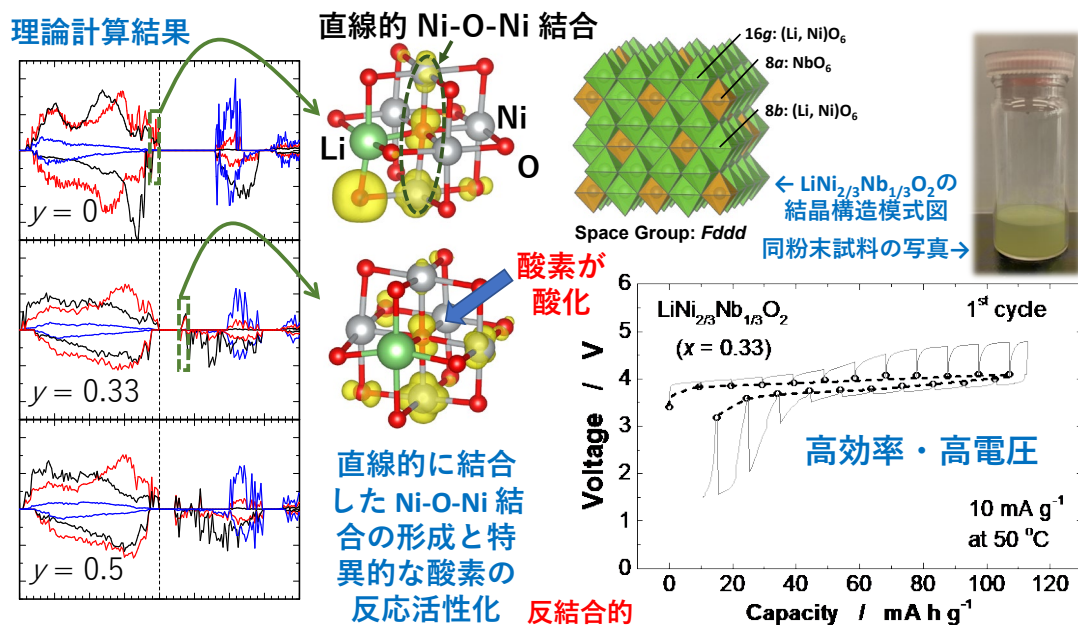 理論計算結果
y = 0
y = 0.33
y = 0.5
直線的 Ni-O-Ni 結合
Li
Ni
O
酸素が
酸化
直線的に結合
した Ni-O-Ni 結
合の形成と特
異的な酸素の
反応活性化
反結合的
16g: (Li, Ni)O₆
8a: NbO₆
8b: (Li, Ni)O₆
Space Group: Fddd
← LiNi₂/₃Nb₁/₃O₂の
結晶構造模式図
同粉末試料の写真→
LiNi₂/₃Nb₁/₃O₂
(x = 0.33)
1ˢᵗ cycle
高効率・高電圧
10 mA g⁻¹
at 50 °C
Voltage / V
6
5
4
3
2
1
0
0 20 40 60 80 100 120
Capacity / mA h g⁻¹